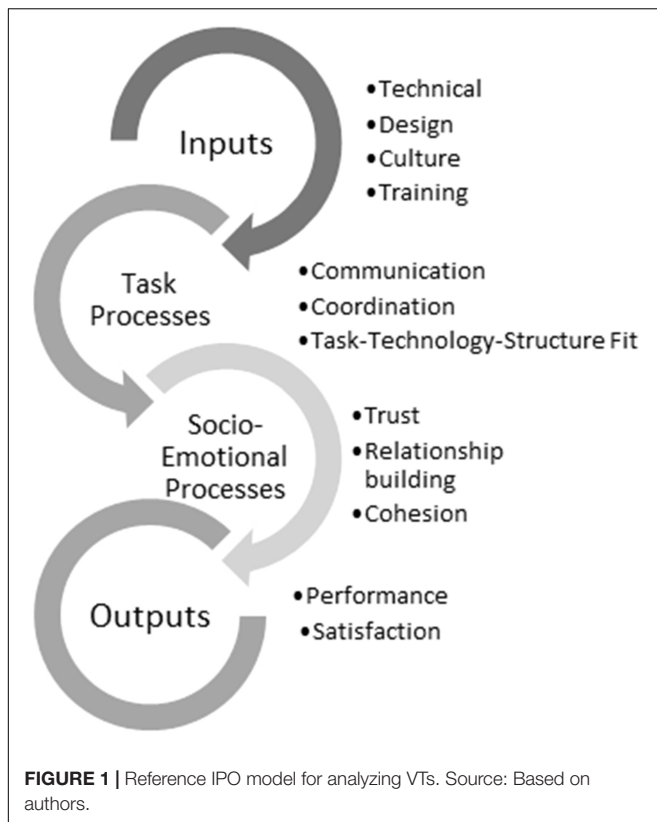 Inputs
•Technical
•Design
•Culture
•Training
Task
Processes
•Communication
•Coordination
•Task-Technology-Structure Fit
Socio-
Emotional
Processes
•Trust
•Relationship
building
•Cohesion
Outputs
•Performance
•Satisfaction
FIGURE 1 | Reference IPO model for analyzing VTs. Source: Based on
authors.